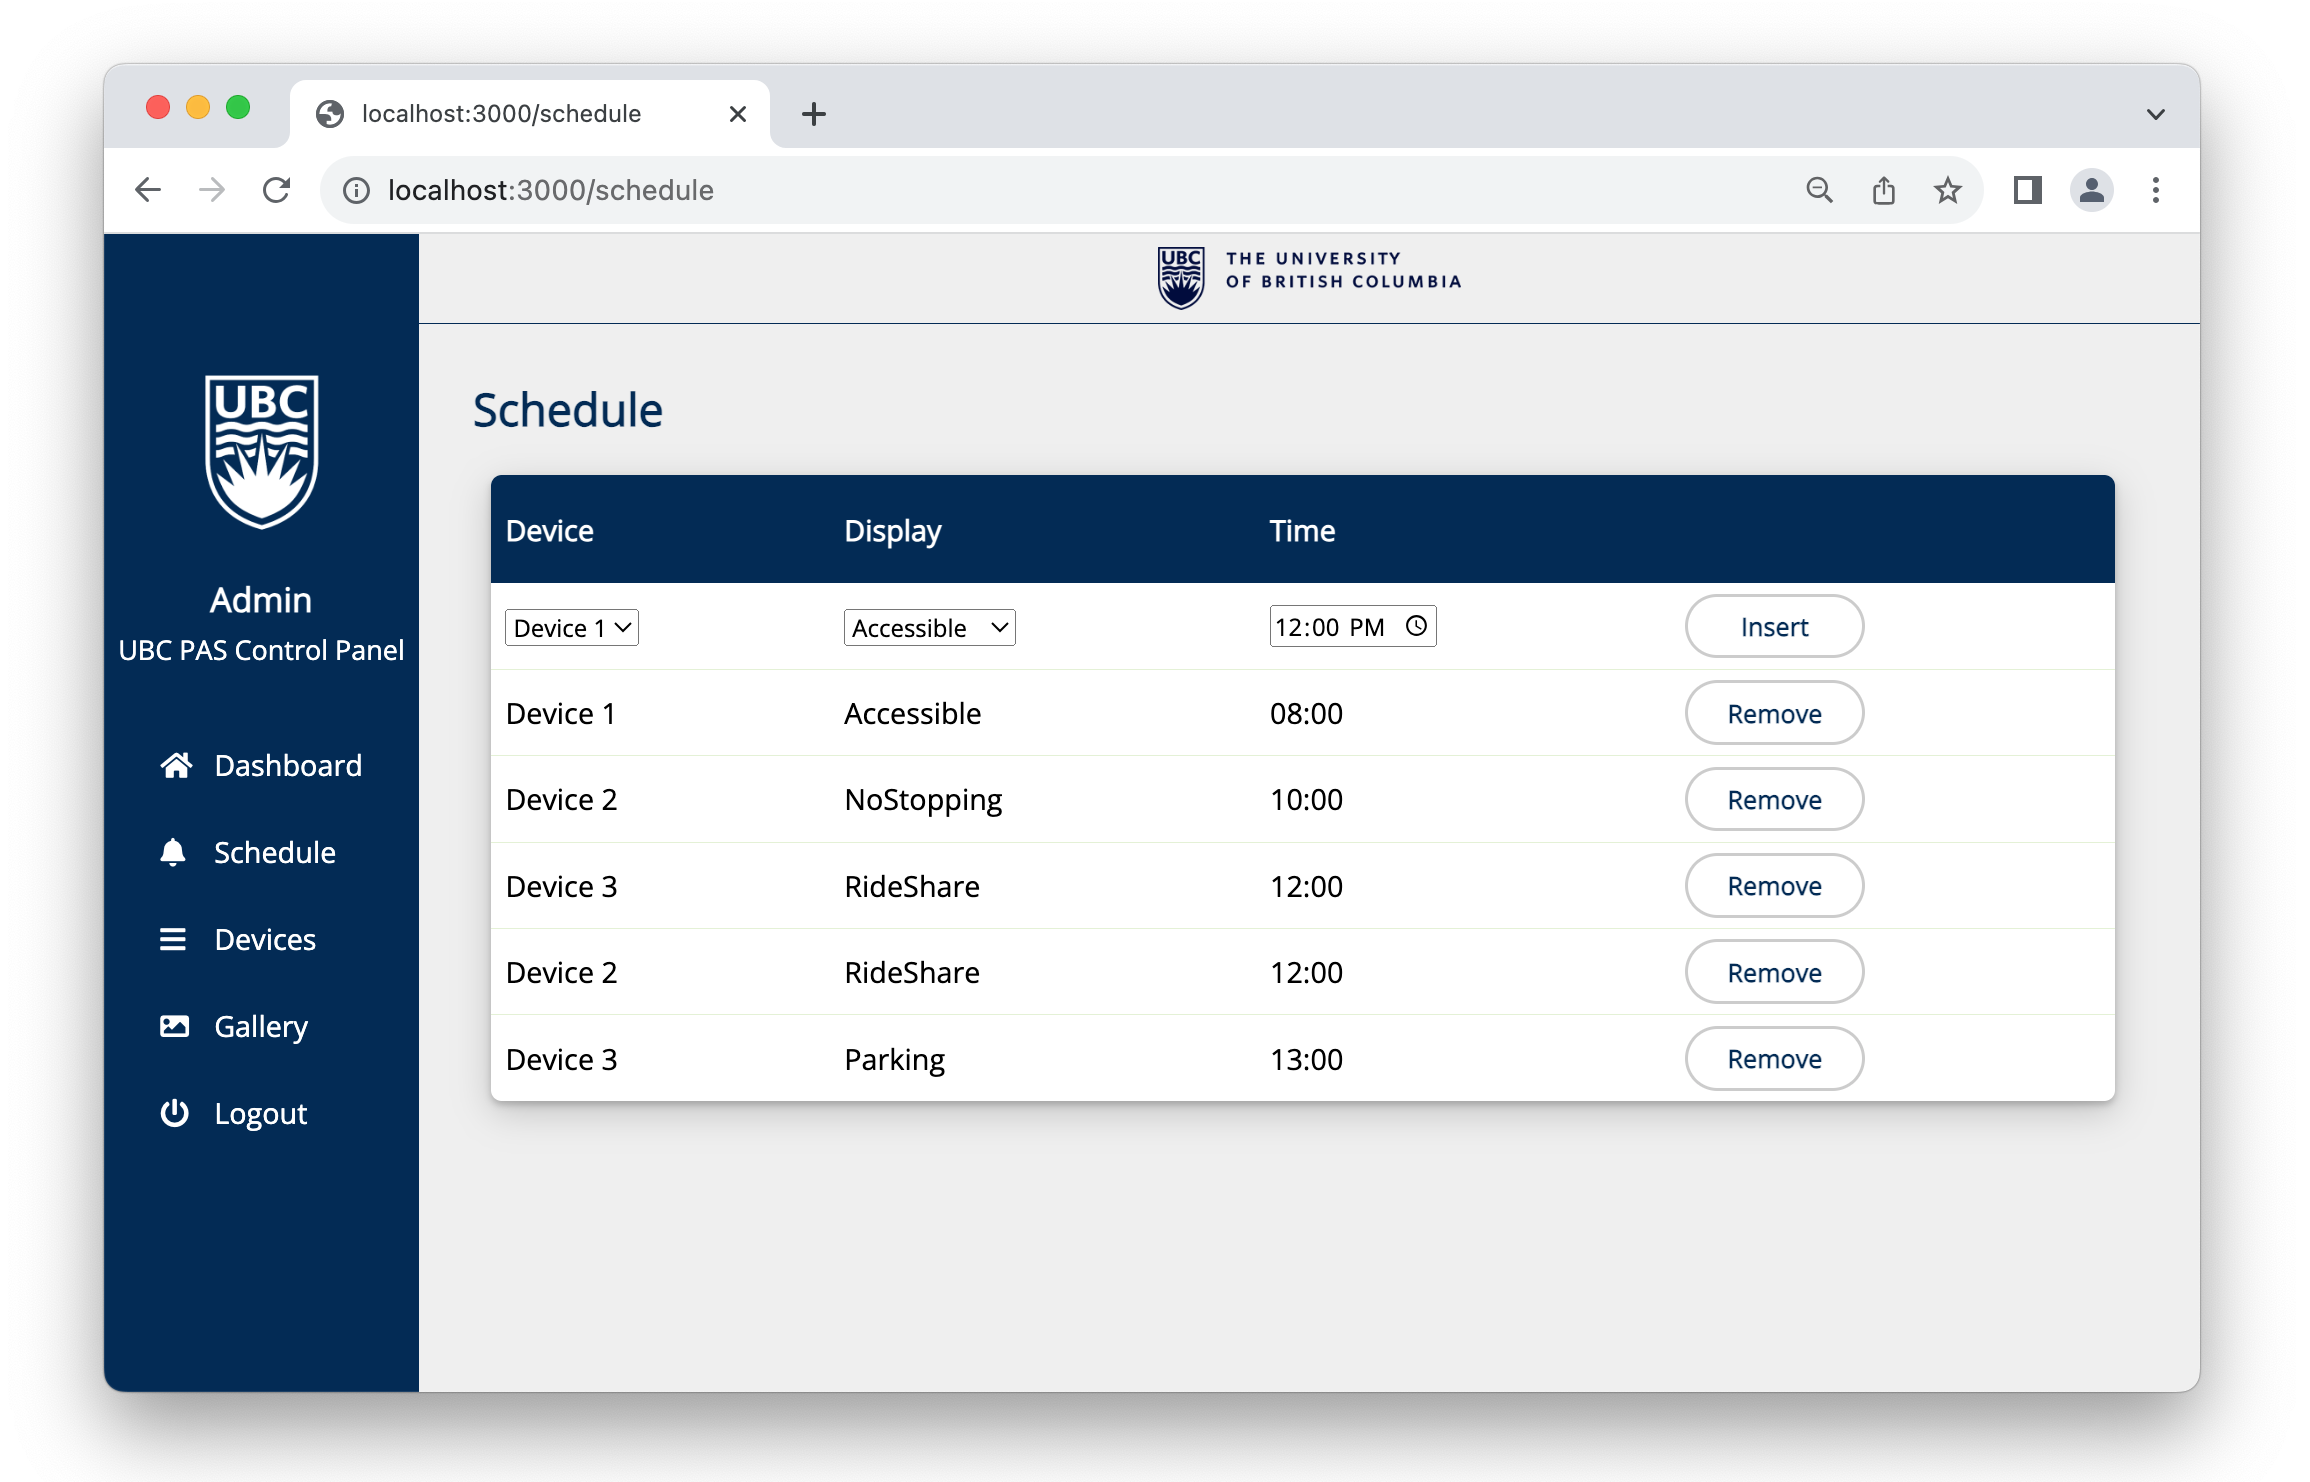 localhost:3000/schedule
localhost:3000/schedule
UBC THE UNIVERSITY
OF BRITISH COLUMBIA
UBC
Admin
UBC PAS Control Panel
Dashboard
Schedule
Devices
Gallery
Logout
Schedule
Device Display Time
Device 1 Accessible 12:00 PM Insert
Device 1 Accessible 08:00 Remove
Device 2 NoStopping 10:00 Remove
Device 3 RideShare 12:00 Remove
Device 2 RideShare 12:00 Remove
Device 3 Parking 13:00 Remove